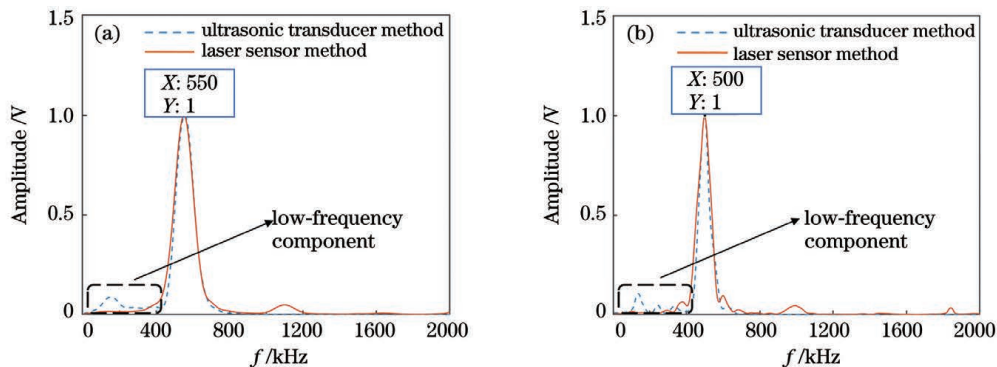 (a)
ultrasonic transducer method
laser sensor method
X: 550
Y: 1
low-frequency
component
Amplitude /V
1.5
1.0
0.5
0
0 400 800 1200 1600 2000
f /kHz
(b)
ultrasonic transducer method
laser sensor method
X: 500
Y: 1
low-frequency
component
Amplitude /V
1.5
1.0
0.5
0
0 400 800 1200 1600 2000
f /kHz